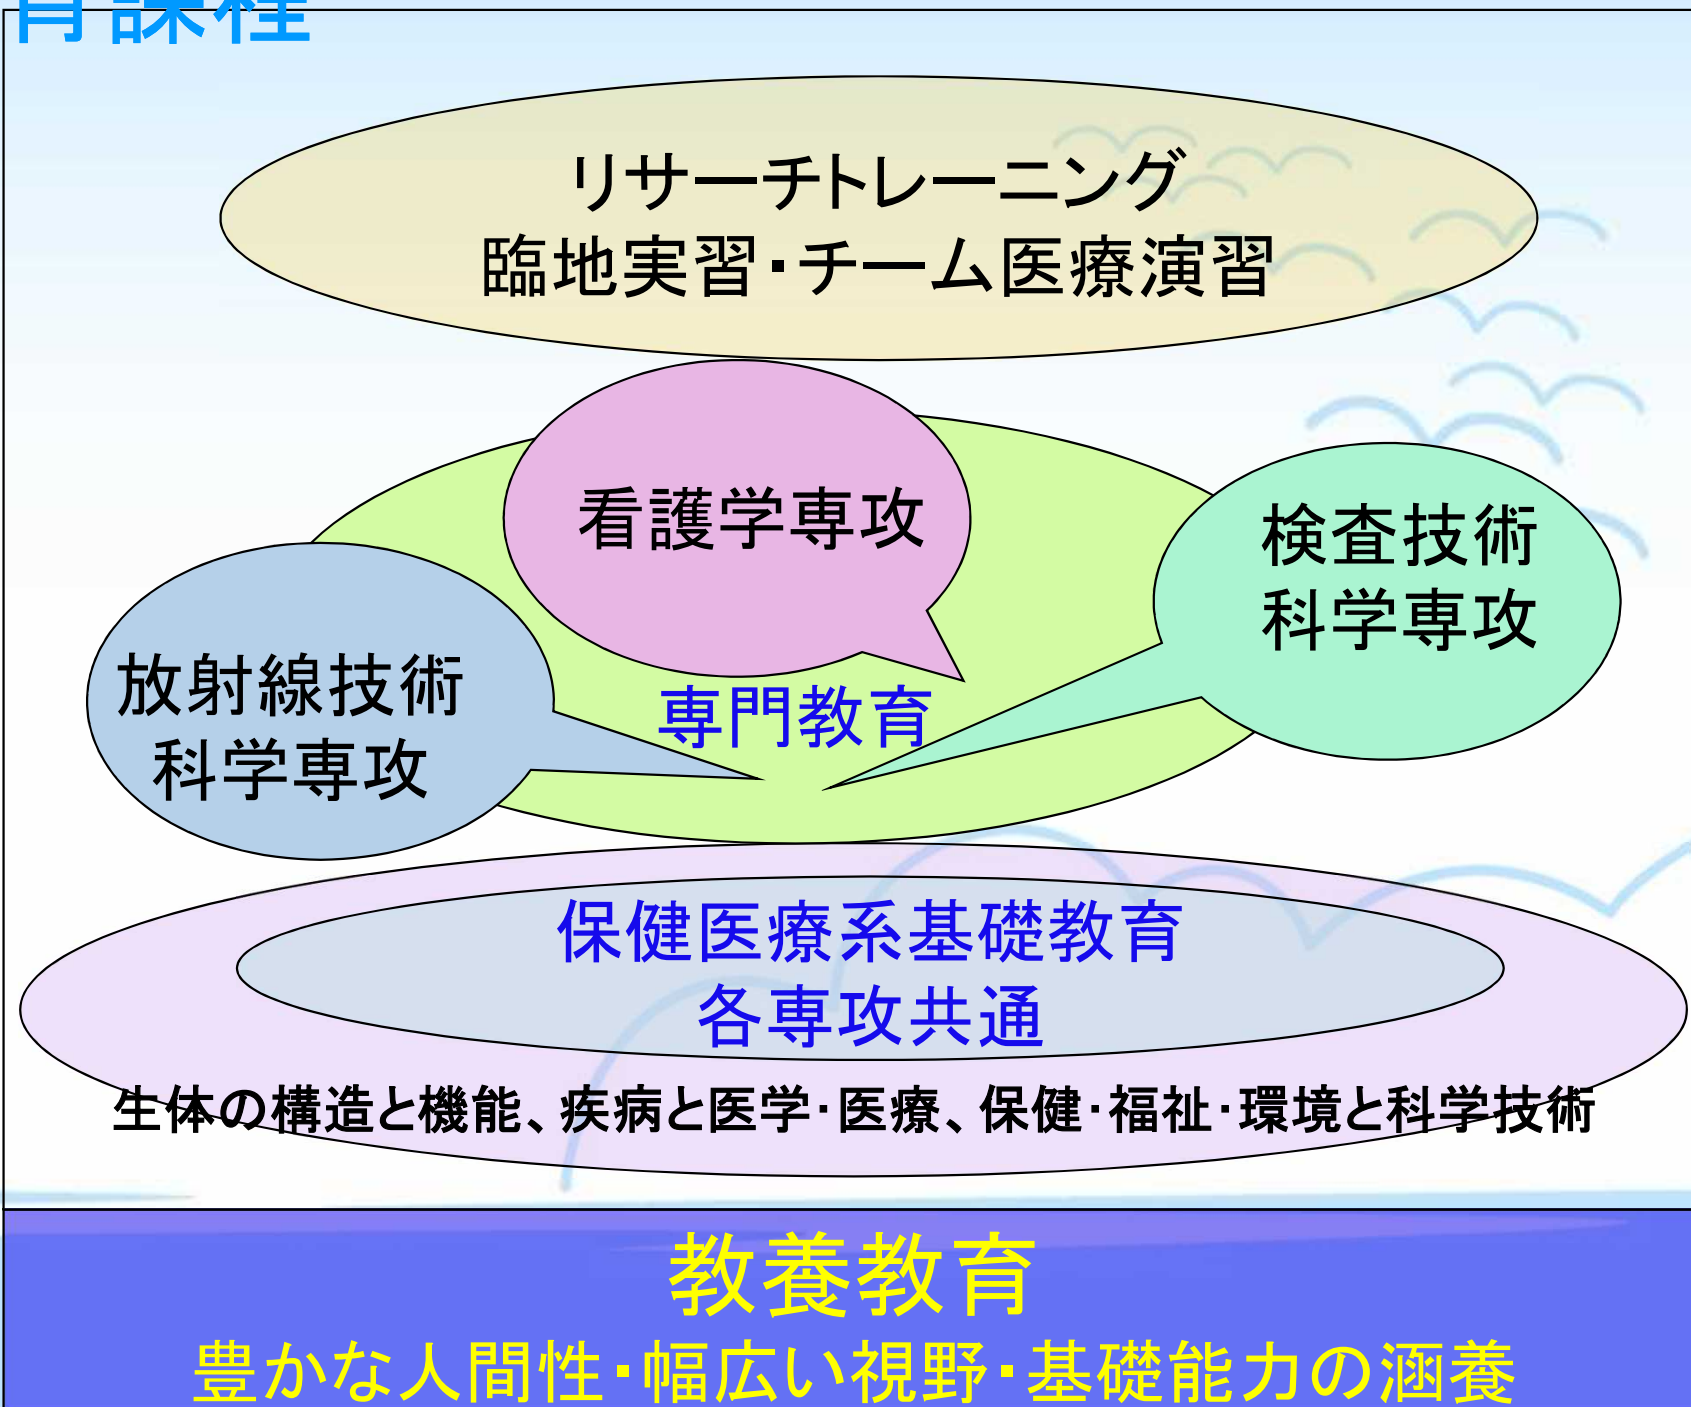 育課程
リサーチトレーニング
臨地実習・チーム医療演習
看護学専攻
検査技術
科学専攻
放射線技術
科学専攻
専門教育
保健医療系基礎教育
各専攻共通
生体の構造と機能、疾病と医学・医療、保健・福祉・環境と科学技術
教養教育
豊かな人間性・幅広い視野・基礎能力の涵養